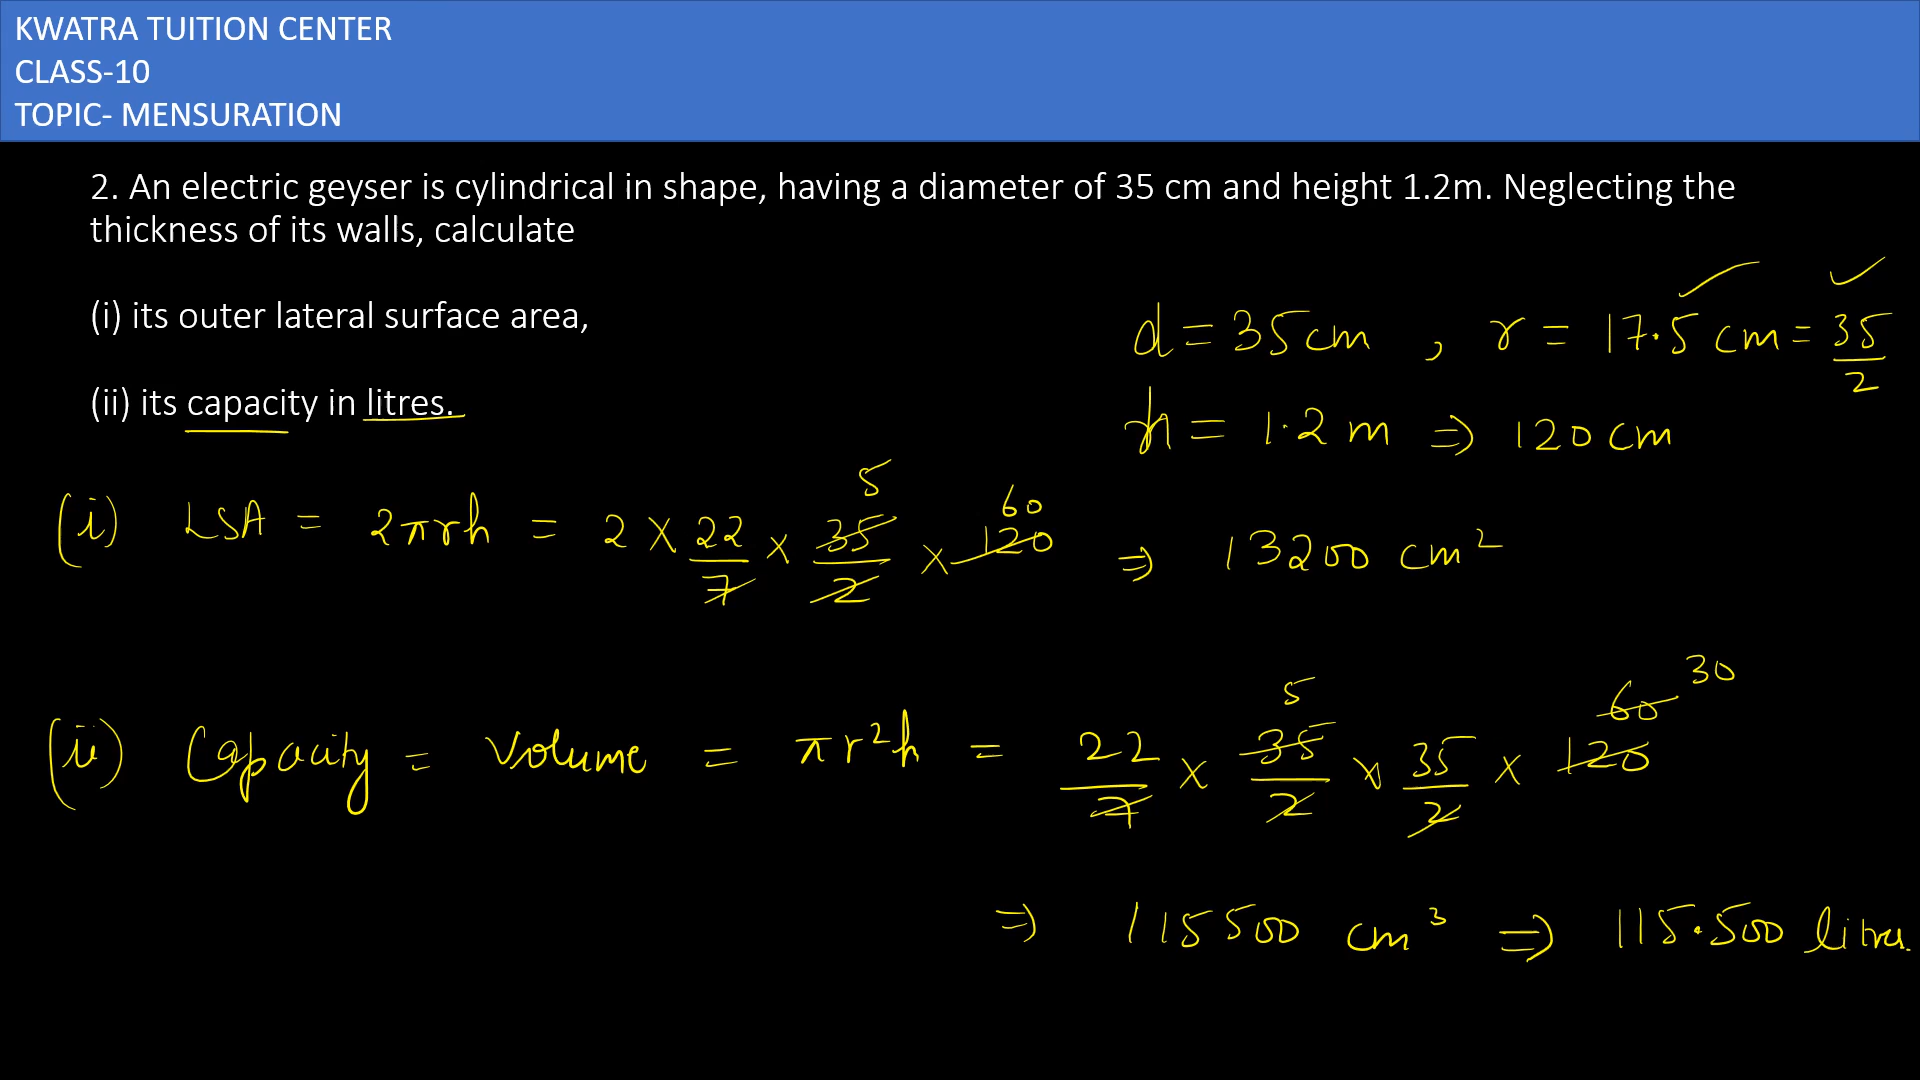 KWATRA TUITION CENTER
CLASS-10
TOPIC- MENSURATION
2. An electric geyser is cylindrical in shape, having a diameter of 35 cm and height 1.2m. Neglecting the
thickness of its walls, calculate
(i) its outer lateral surface area,
(ii) its capacity in litres.
d = 35 cm , r = 17.5 cm = 35/2
h = 1.2 m ⇒ 120 cm
5 60
(i) LSA = 2πrh = 2 × 22/7 × 35/2 × 120 ⇒ 13200 cm²
5 60 30
(ii) Capacity = Volume = πr²h = 22/7 × 35/2 × 35/2 × 120
⇒ 115500 cm³ ⇒ 115.500 litres.